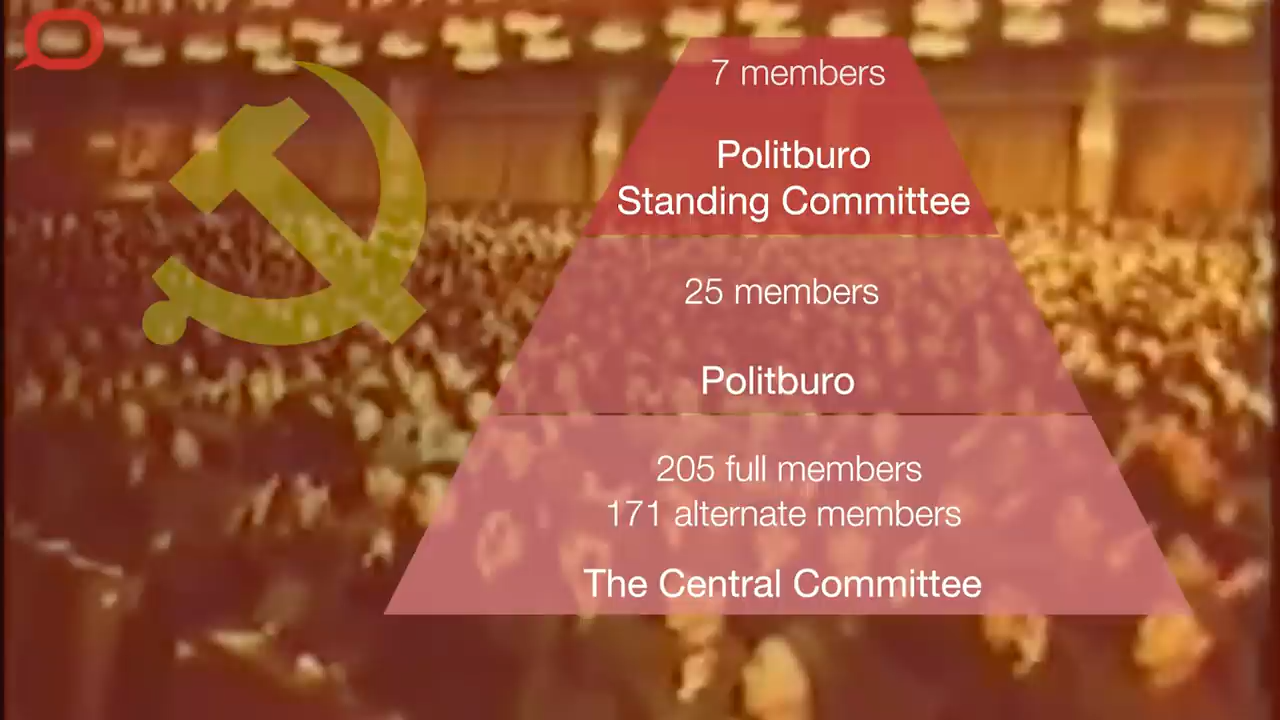 7 members
Politburo
Standing Committee
25 members
Politburo
205 full members
171 alternate members
The Central Committee